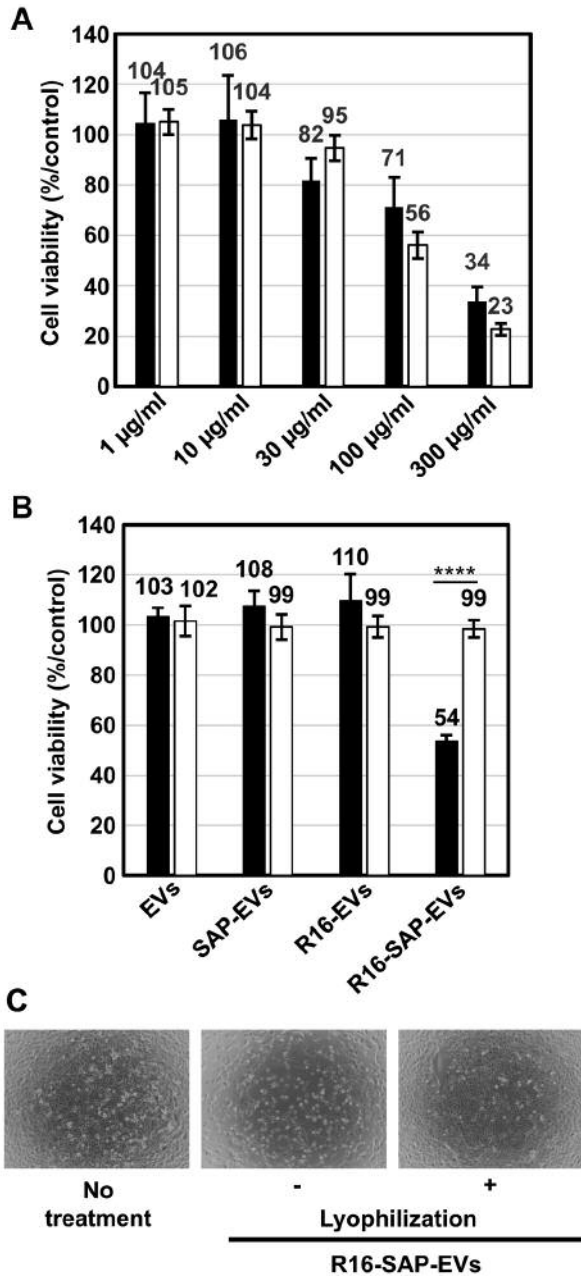 A
Cell viability (%/control)
140
120
100
80
60
40
20
0
104
105
106
104
82
95
71
56
34
23
1 µg/ml
10 µg/ml
30 µg/ml
100 µg/ml
300 µg/ml
B
Cell viability (%/control)
140
120
100
80
60
40
20
0
103
102
108
99
110
99
****
99
54
EVs
SAP-EVs
R16-EVs
R16-SAP-EVs
C
No
treatment
-
+
Lyophilization
R16-SAP-EVs